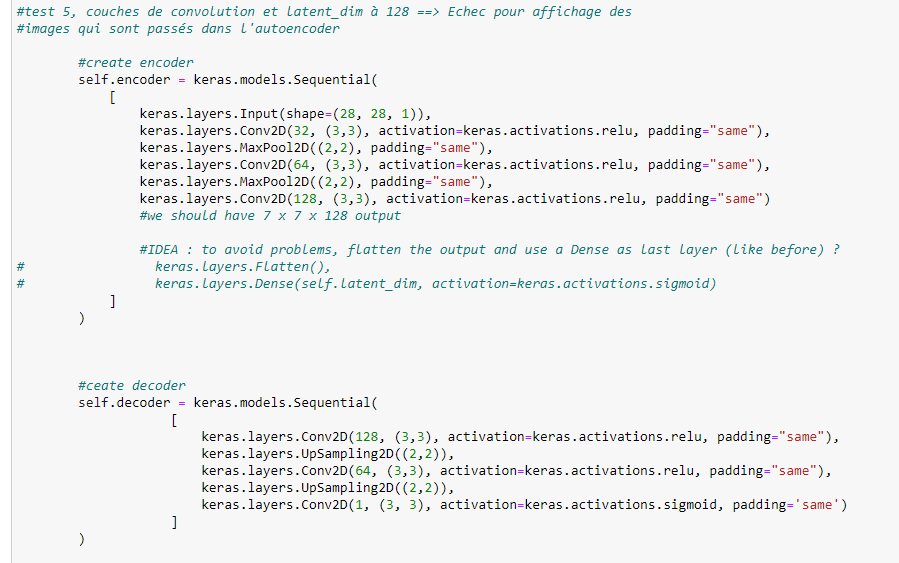 #test 5, couches de convolution et latent_dim à 128 ==> Echec pour affichage des
#images qui sont passés dans l'autoencoder
#create encoder
self.encoder = keras.models.Sequential(
[
keras.layers.Input(shape=(28, 28, 1)),
keras.layers.Conv2D(32, (3,3), activation=keras.activations.relu, padding="same"),
keras.layers.MaxPool2D((2,2), padding="same"),
keras.layers.Conv2D(64, (3,3), activation=keras.activations.relu, padding="same"),
keras.layers.MaxPool2D((2,2), padding="same"),
keras.layers.Conv2D(128, (3,3), activation=keras.activations.relu, padding="same")
#we should have 7 x 7 x 128 output
#IDEA : to avoid problems, flatten the output and use a Dense as last layer (like before) ?
# keras.layers.Flatten(),
# keras.layers.Dense(self.latent_dim, activation=keras.activations.sigmoid)
]
)
#ceate decoder
self.decoder = keras.models.Sequential(
[
keras.layers.Conv2D(128, (3,3), activation=keras.activations.relu, padding="same"),
keras.layers.UpSampling2D((2,2)),
keras.layers.Conv2D(64, (3,3), activation=keras.activations.relu, padding="same"),
keras.layers.UpSampling2D((2,2)),
keras.layers.Conv2D(1, (3, 3), activation=keras.activations.sigmoid, padding='same')
]
)